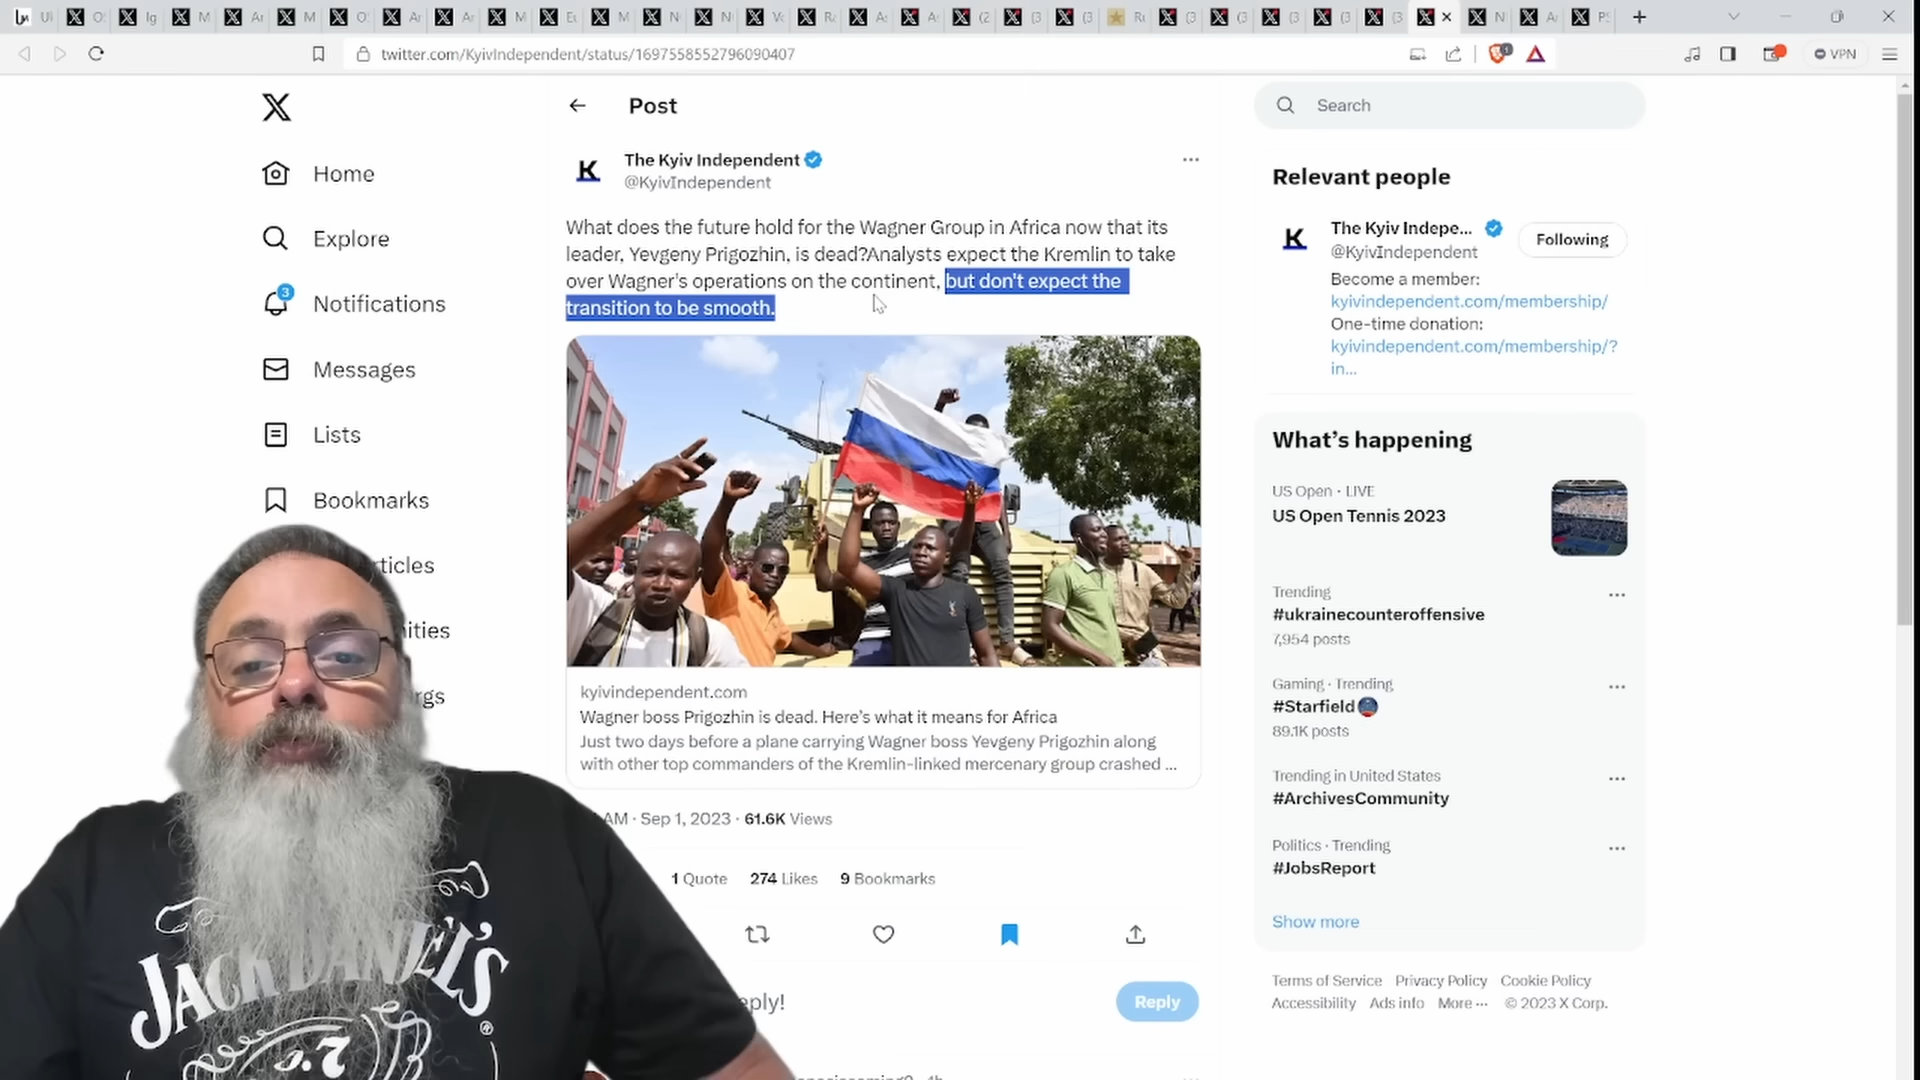 twitter.com/KyivIndependent/status/1697558552796090407
VPN
Post
Search
Home
Explore
3
Notifications
Messages
Lists
Bookmarks
ticles
ities
gs
The Kyiv Independent
@KyivIndependent
What does the future hold for the Wagner Group in Africa now that its
leader, Yevgeny Prigozhin, is dead?Analysts expect the Kremlin to take
over Wagner's operations on the continent, but don't expect the
transition to be smooth.
kyivindependent.com
Wagner boss Prigozhin is dead. Here's what it means for Africa
Just two days before a plane carrying Wagner boss Yevgeny Prigozhin along
with other top commanders of the Kremlin-linked mercenary group crashed ...
AM · Sep 1, 2023 · 61.6K Views
1 Quote 274 Likes 9 Bookmarks
eply!
Reply
Relevant people
The Kyiv Indepe...
@KyivIndependent
Following
Become a member:
kyivindependent.com/membership/
One-time donation:
kyivindependent.com/membership/?
in...
What's happening
US Open · LIVE
US Open Tennis 2023
Trending
#ukrainecounteroffensive
7,954 posts
Gaming · Trending
#Starfield
89.1K posts
Trending in United States
#ArchivesCommunity
Politics · Trending
#JobsReport
Show more
Terms of Service Privacy Policy Cookie Policy
Accessibility Ads info More ··· © 2023 X Corp.
JACK DANIEL'S
®